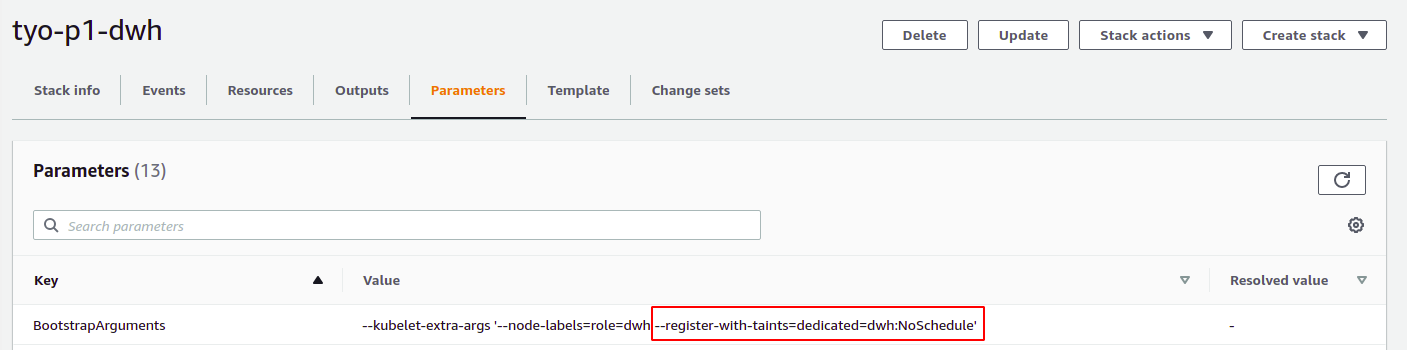 tyo-p1-dwh
Delete Update Stack actions Create stack
Stack info Events Resources Outputs Parameters Template Change sets
Parameters (13)
Search parameters
Key Value Resolved value
BootstrapArguments --kubelet-extra-args '--node-labels=role=dwh --register-with-taints=dedicated=dwh:NoSchedule' -